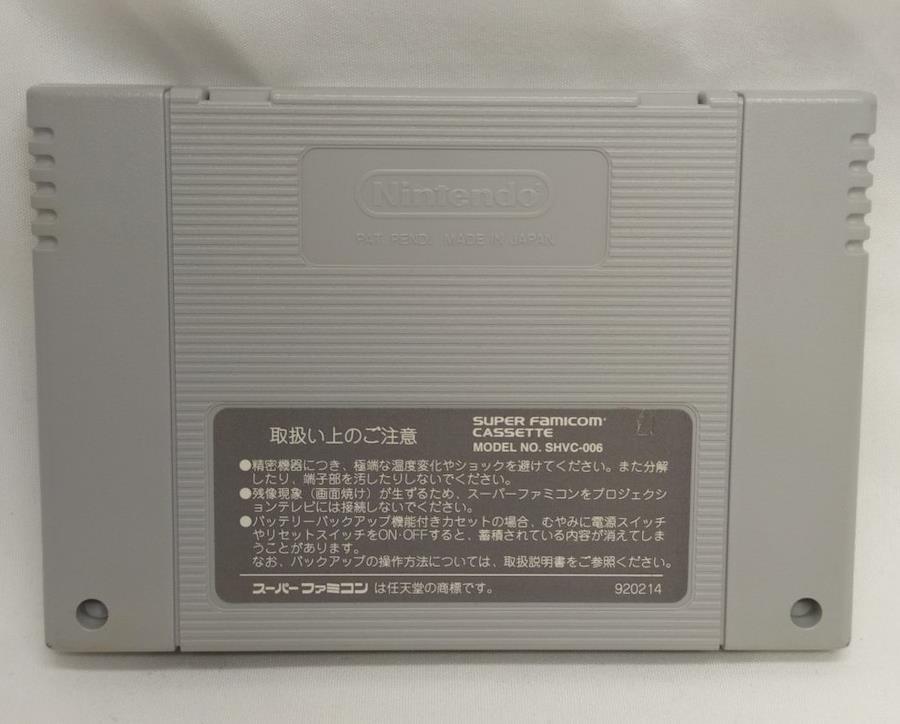 Nintendo
PAT. PEND. MADE IN JAPAN
取扱い上のご注意
SUPER FAMICOM
CASSETTE
MODEL NO. SHVC-006
●精密機器につき、極端な温度変化やショックを避けてください。また分解
したり、端子部を汚したりしないでください。
●残像現象（画面焼け）が生ずるため、スーパーファミコンをプロジェクシ
ョンテレビには接続しないでください。
●バッテリーバックアップ機能付きカセットの場合、むやみに電源スイッチ
やリセットスイッチをON·OFFすると、蓄積されている内容が消えてしま
うことがあります。
なお、バックアップの操作方法については、取扱説明書をご参照ください。
スーパーファミコン は任天堂の商標です。
920214